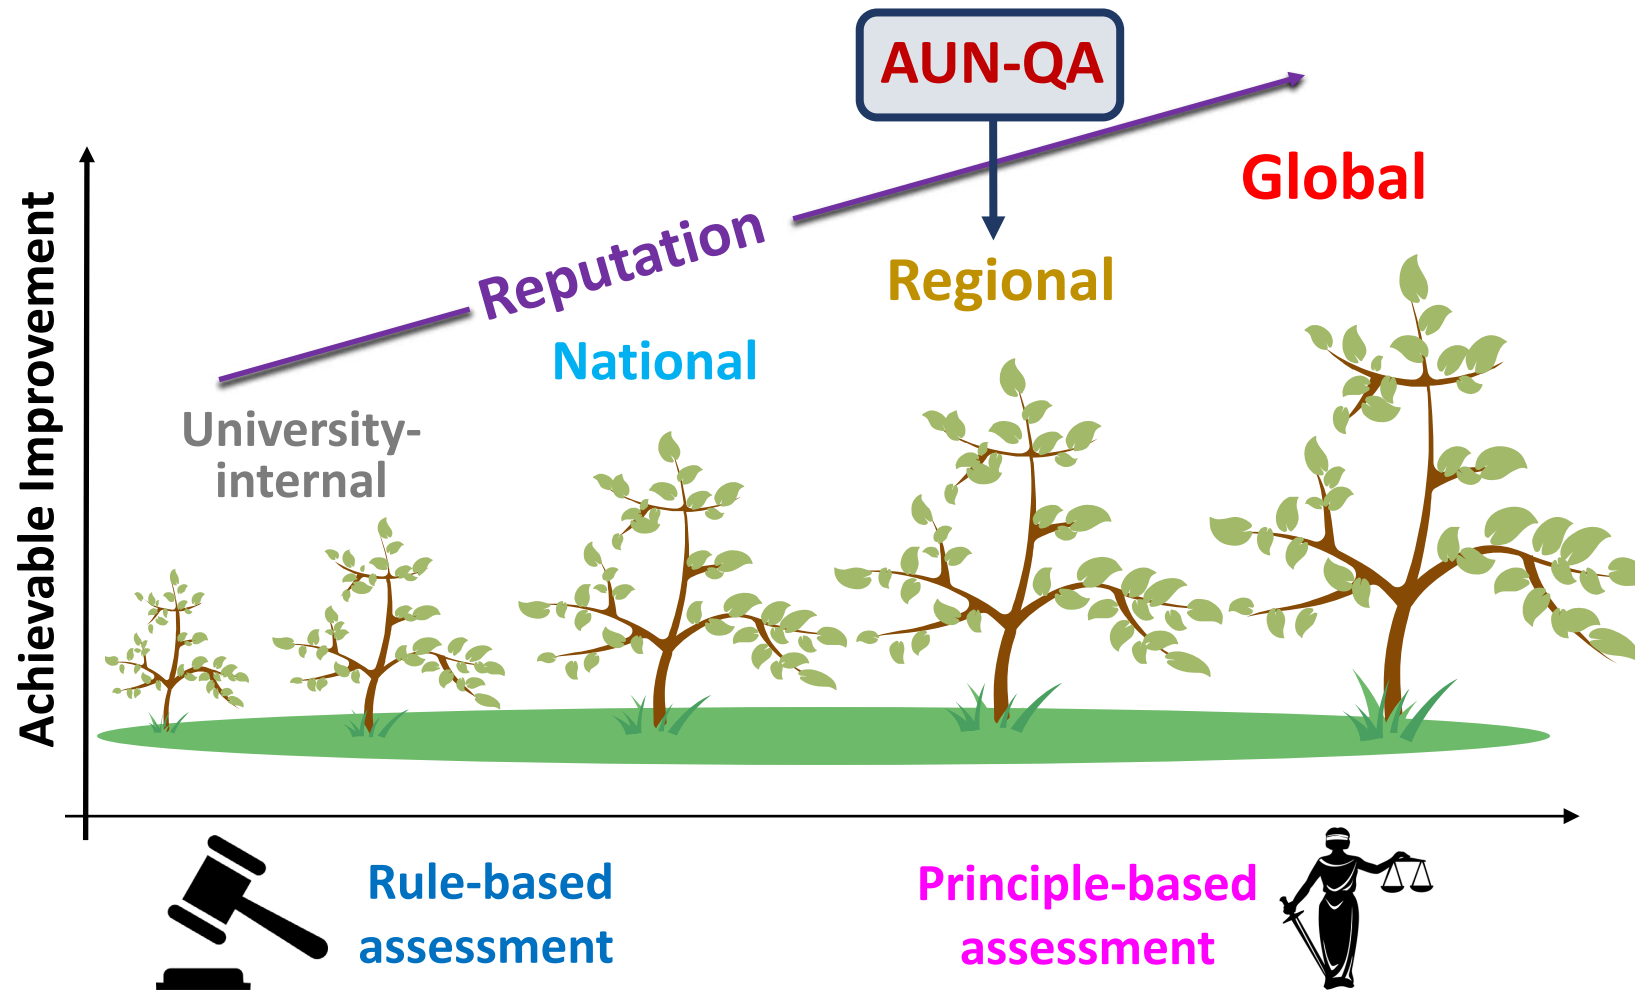 AUN-QA
Global
Reputation
Regional
National
University-
internal
Achievable Improvement
Rule-based
assessment
Principle-based
assessment